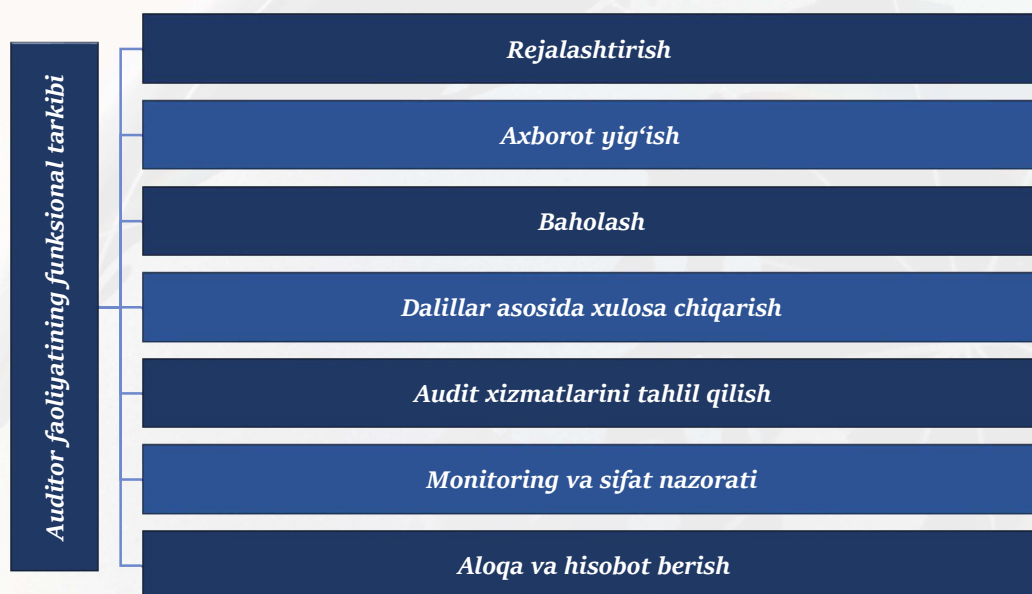 Auditor faoliyatining funksional tarkibi
Rejalashtirish
Axborot yig‘ish
Baholash
Dalillar asosida xulosa chiqarish
Audit xizmatlarini tahlil qilish
Monitoring va sifat nazorati
Aloqa va hisobot berish